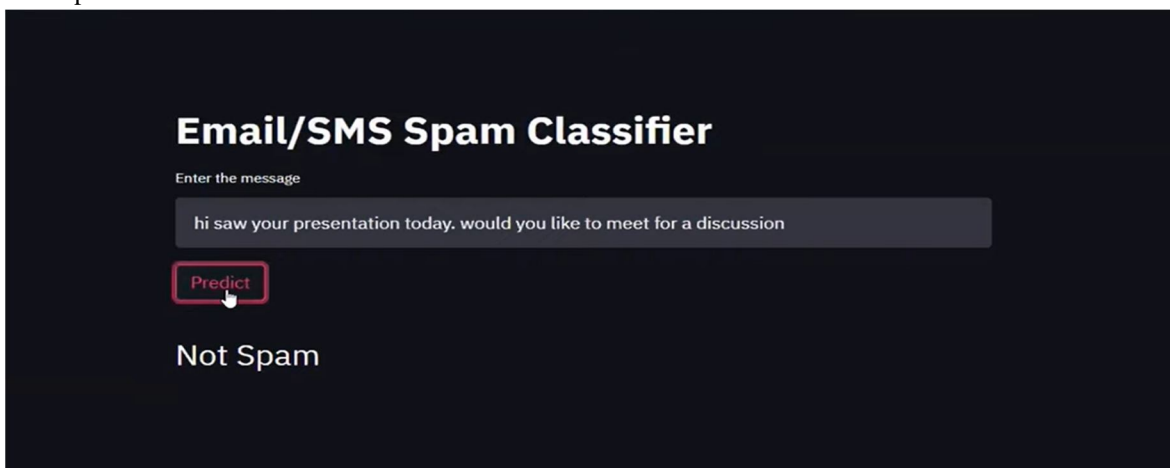 Email/SMS Spam Classifier
Enter the message
hi saw your presentation today. would you like to meet for a discussion
Predict
Not Spam